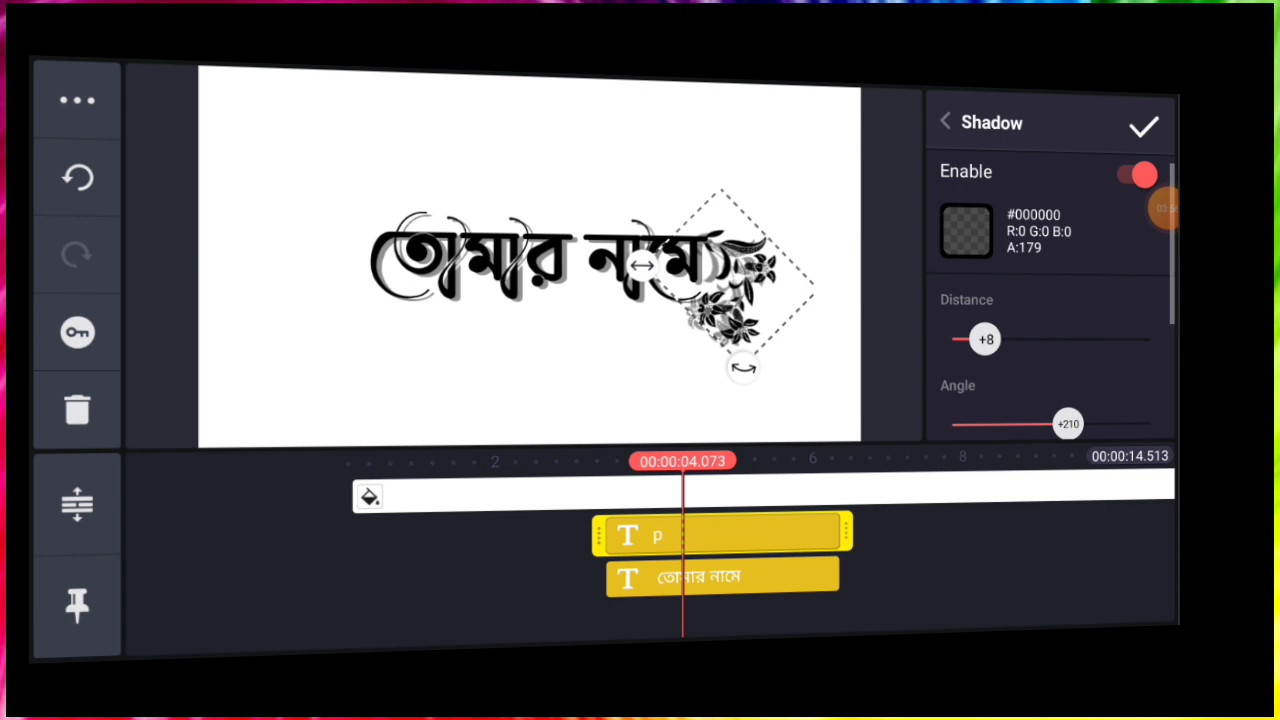 Shadow
Enable
#000000
R:0 G:0 B:0
A:179
Distance
+8
Angle
+210
তোমার নামে
2
00:00:04.073
6
8
00:00:14.513
T p
T তোমার নামে